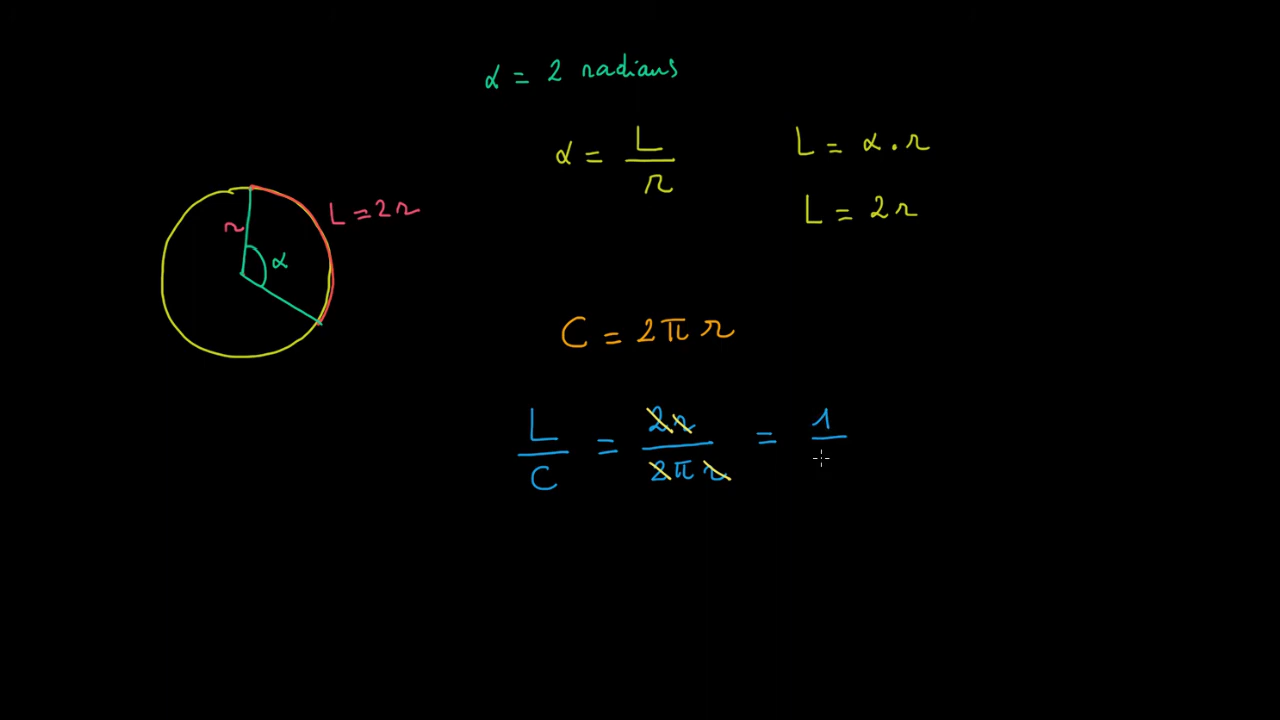 α = 2 radians
α = L / r
L = α · r
L = 2r
L = 2r
r
α
C = 2πr
L / C = 2r / 2πr = 1 /